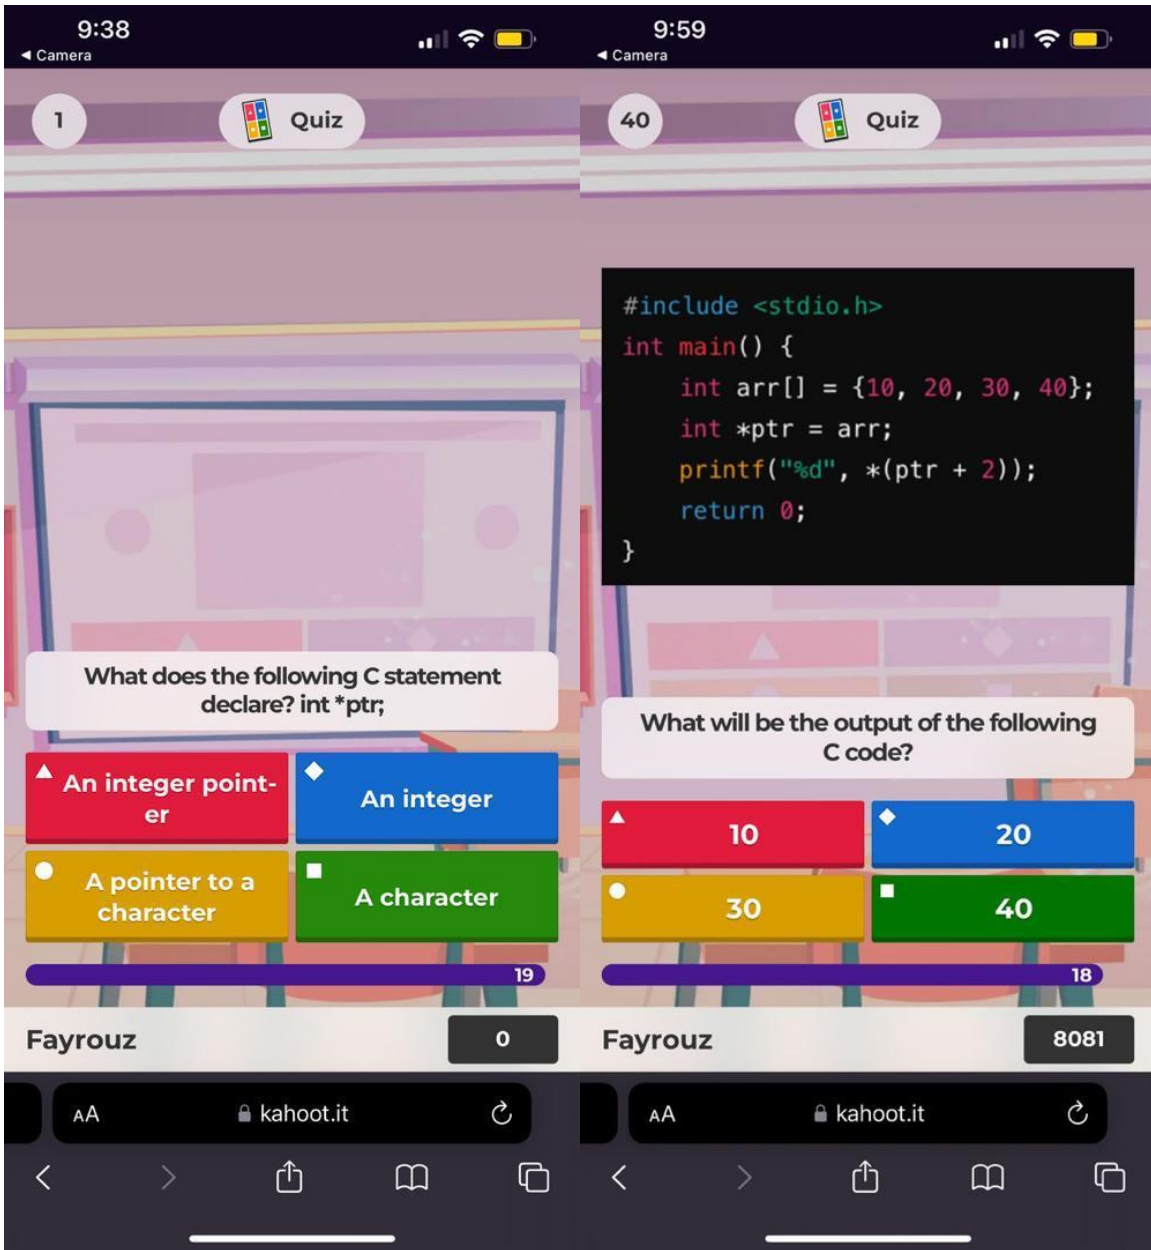 9:38
◀ Camera
1
Quiz
What does the following C statement
declare? int *ptr;
An integer point-
er
An integer
A pointer to a
character
A character
19
Fayrouz
0
AA
kahoot.it
9:59
◀ Camera
40
Quiz
#include <stdio.h>
int main() {
    int arr[] = {10, 20, 30, 40};
    int *ptr = arr;
    printf("%d", *(ptr + 2));
    return 0;
}
What will be the output of the following
C code?
10
20
30
40
18
Fayrouz
8081
AA
kahoot.it